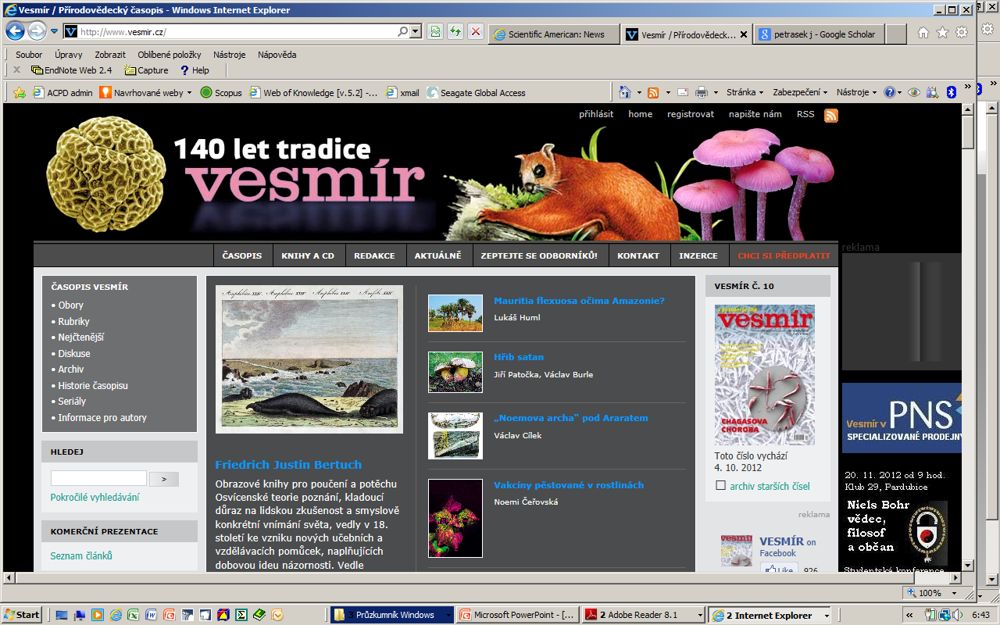 Vesmír / Přírodovědecký časopis - Windows Internet Explorer
http://www.vesmir.cz/
Scientific American: News
Vesmír / Přírodovědeck...
petrasek j - Google Scholar
Soubor Úpravy Zobrazit Oblíbené položky Nástroje Nápověda
EndNote Web 2.4 Capture Help
ACPD admin Navrhované weby Scopus Web of Knowledge [v.5.2] -... xmail Seagate Global Access
Stránka Zabezpečení Nástroje
přihlásit home registrovat napište nám RSS
140 let tradice
vesmír
ČASOPIS KNIHY A CD REDAKCE AKTUÁLNĚ ZEPTEJTE SE ODBORNÍKŮ! KONTAKT INZERCE CHCI SI PŘEDPLATIT
reklama
ČASOPIS VESMÍR
• Obory
• Rubriky
• Nejčtenější
• Diskuse
• Archiv
• Historie časopisu
• Seriály
• Informace pro autory
HLEDEJ
>
Pokročilé vyhledávání
KOMERČNÍ PREZENTACE
Seznam článků
Friedrich Justin Bertuch
Obrazové knihy pro poučení a potěchu
Osvícenské teorie poznání, kladoucí
důraz na lidskou zkušenost a smyslově
konkrétní vnímání světa, vedly v 18.
století ke vzniku nových učebních a
vzdělávacích pomůcek, naplňujících
dobovou ideu názornosti. Vedle
Mauritia flexuosa očima Amazonie?
Lukáš Huml
Hřib satan
Jiří Patočka, Václav Burle
„Noemova archa“ pod Araratem
Václav Cílek
Vakcíny pěstované v rostlinách
Noemi Čeřovská
VESMÍR Č. 10
vesmír
CHAGASOVA
CHOROBA
Toto číslo vychází
4. 10. 2012
archiv starších čísel
reklama
vesmír
VESMÍR on
Facebook
Like 926
Vesmír v PNS
SPECIALIZOVANÉ PRODEJNY
20. 11. 2012 od 9 hod.
Klub 29, Pardubice
Niels Bohr
vědec,
filosof
a občan
Studentská konference
100%
Start
3 Průzkumník Windows
Microsoft PowerPoint - [...
2 Adobe Reader 8.1
2 Internet Explorer
6:43